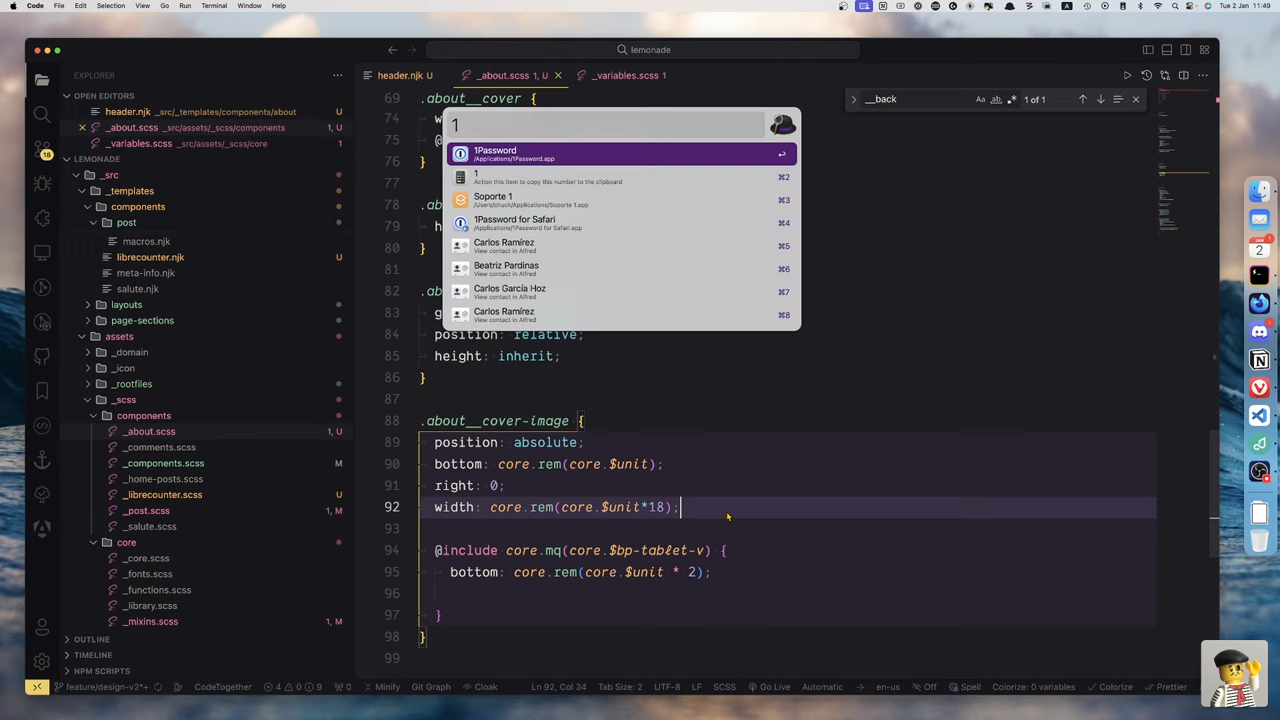 Code File Edit Selection View Go Run Terminal Window Help
Tue 2 Jan 11:49
lemonade
EXPLORER
header.njk U
_about.scss 1, U
_variables.scss 1
OPEN EDITORS
header.njk _src/__templates/components/about U
_about.scss _src/assets/_scss/components 1, U
_variables.scss _src/assets/_scss/core 1
LEMONADE
_src
_templates
components
post
macros.njk
librecounter.njk U
meta-info.njk
salute.njk
layouts
page-sections
assets
_domain
_icon
_rootfiles
_scss
components
_about.scss 1, U
_comments.scss
_components.scss M
_home-posts.scss
_librecounter.scss U
_post.scss 1, M
_salute.scss
core
_core.scss
_fonts.scss
_functions.scss
_library.scss
_mixins.scss 1, M
OUTLINE
TIMELINE
NPM SCRIPTS
18
__back
Aa ab 1 of 1
1
1Password
/Applications/1Password.app
1
Action this item to copy this number to the clipboard
⌘2
Soporte 1
/Users/chuck/Applications/Soporte 1.app
⌘3
1Password for Safari
/Applications/1Password for Safari.app
⌘4
Carlos Ramírez
View contact in Alfred
⌘5
Beatriz Pardinas
View contact in Alfred
⌘6
Carlos García Hoz
View contact in Alfred
⌘7
Carlos Ramírez
View contact in Alfred
⌘8
69 .about__cover {
74 w
75 @
76 }
77
78 .a
79 h
80 }
81
82 .a
83 g
84 position: relative;
85 height: inherit;
86 }
87
88 .about__cover-image {
89 position: absolute;
90 bottom: core.rem(core.$unit);
91 right: 0;
92 width: core.rem(core.$unit*18);
93
94 @include core.mq(core.$bp-tablet-v) {
95 bottom: core.rem(core.$unit * 2);
96
97 }
98 }
99
feature/design-v2*+ CodeTogether 4 0 9 0 Minify Git Graph Cloak Ln 92, Col 34 Tab Size: 2 UTF-8 LF SCSS Go Live Automatic en-us Off Spell Colorize: 0 variables Colorize Prettier